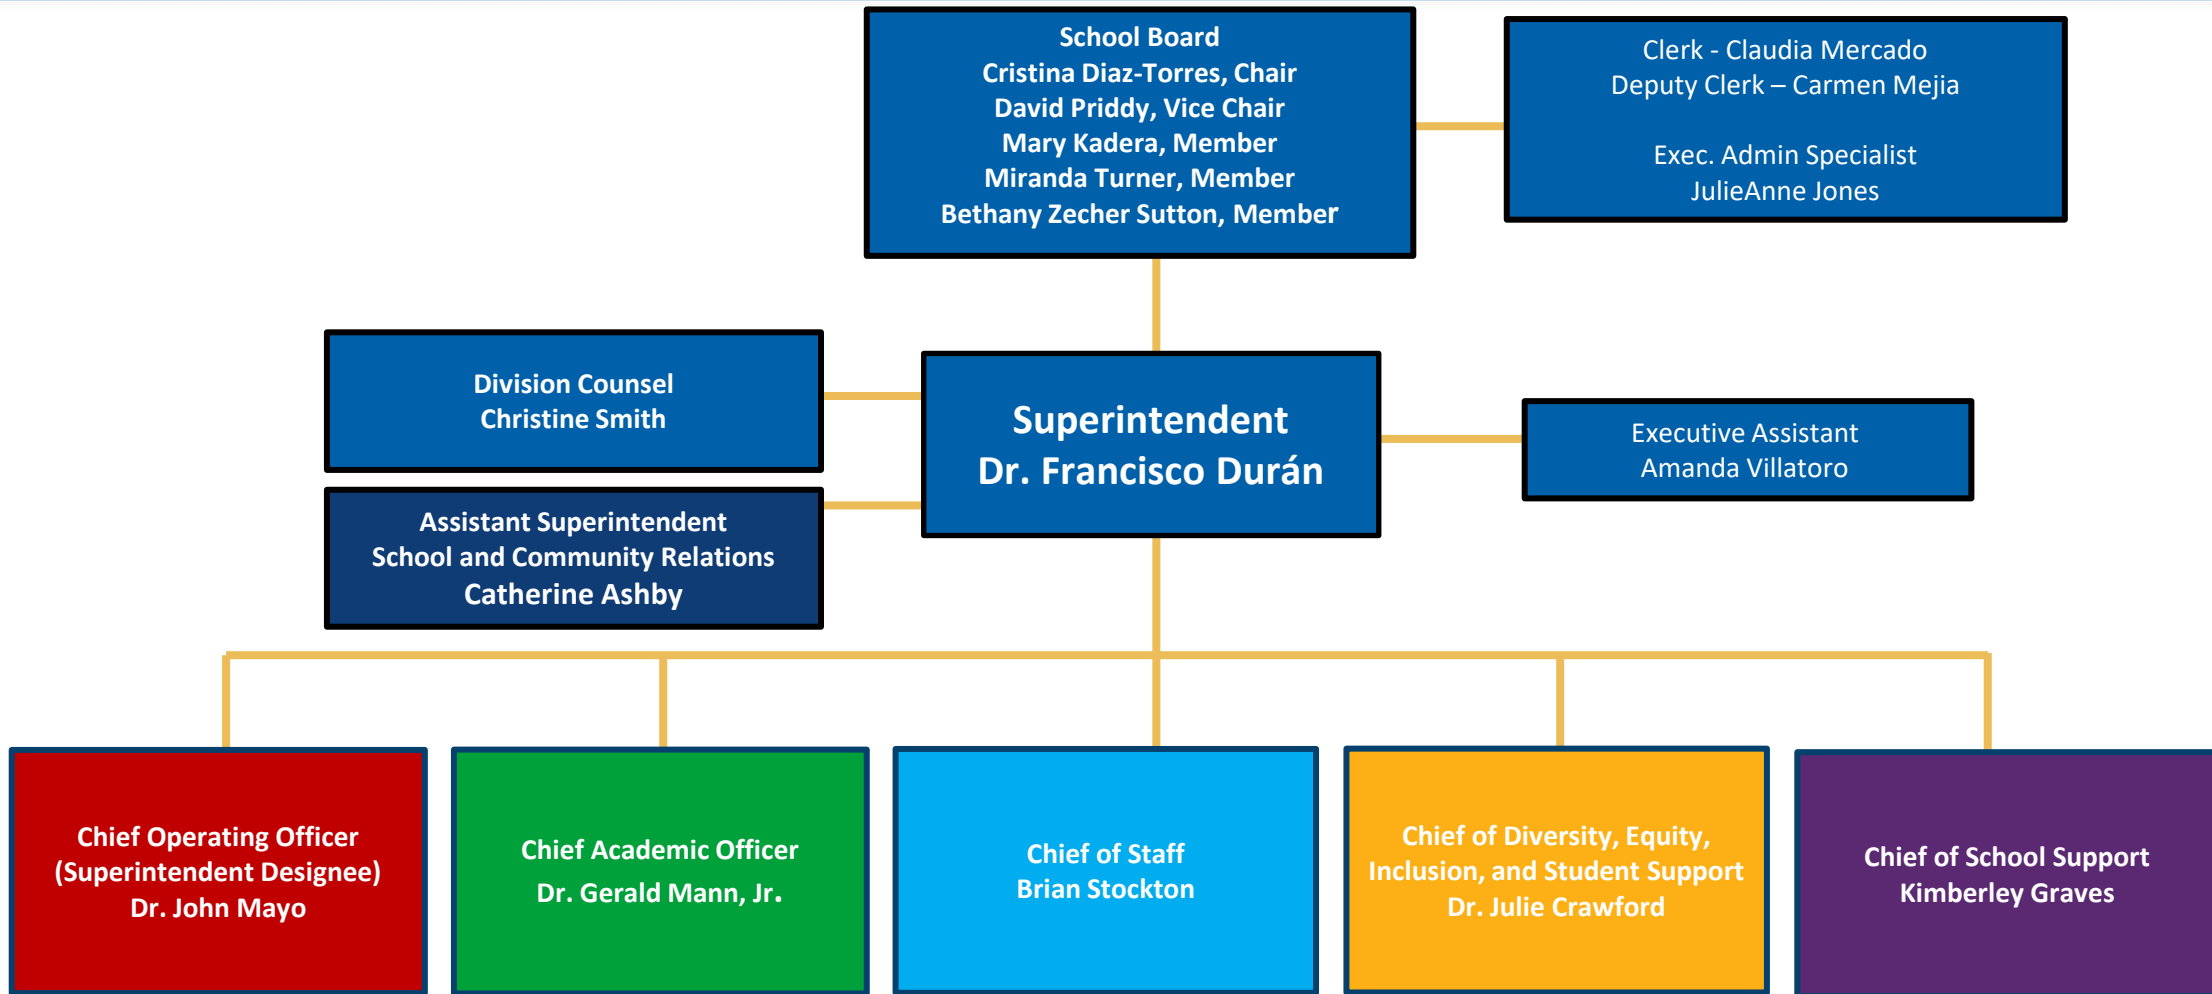 School Board
Cristina Diaz-Torres, Chair
David Priddy, Vice Chair
Mary Kadera, Member
Miranda Turner, Member
Bethany Zecher Sutton, Member
Clerk - Claudia Mercado
Deputy Clerk – Carmen Mejia
Exec. Admin Specialist
JulieAnne Jones
Division Counsel
Christine Smith
Superintendent
Dr. Francisco Durán
Executive Assistant
Amanda Villatoro
Assistant Superintendent
School and Community Relations
Catherine Ashby
Chief Operating Officer
(Superintendent Designee)
Dr. John Mayo
Chief Academic Officer
Dr. Gerald Mann, Jr.
Chief of Staff
Brian Stockton
Chief of Diversity, Equity,
Inclusion, and Student Support
Dr. Julie Crawford
Chief of School Support
Kimberley Graves